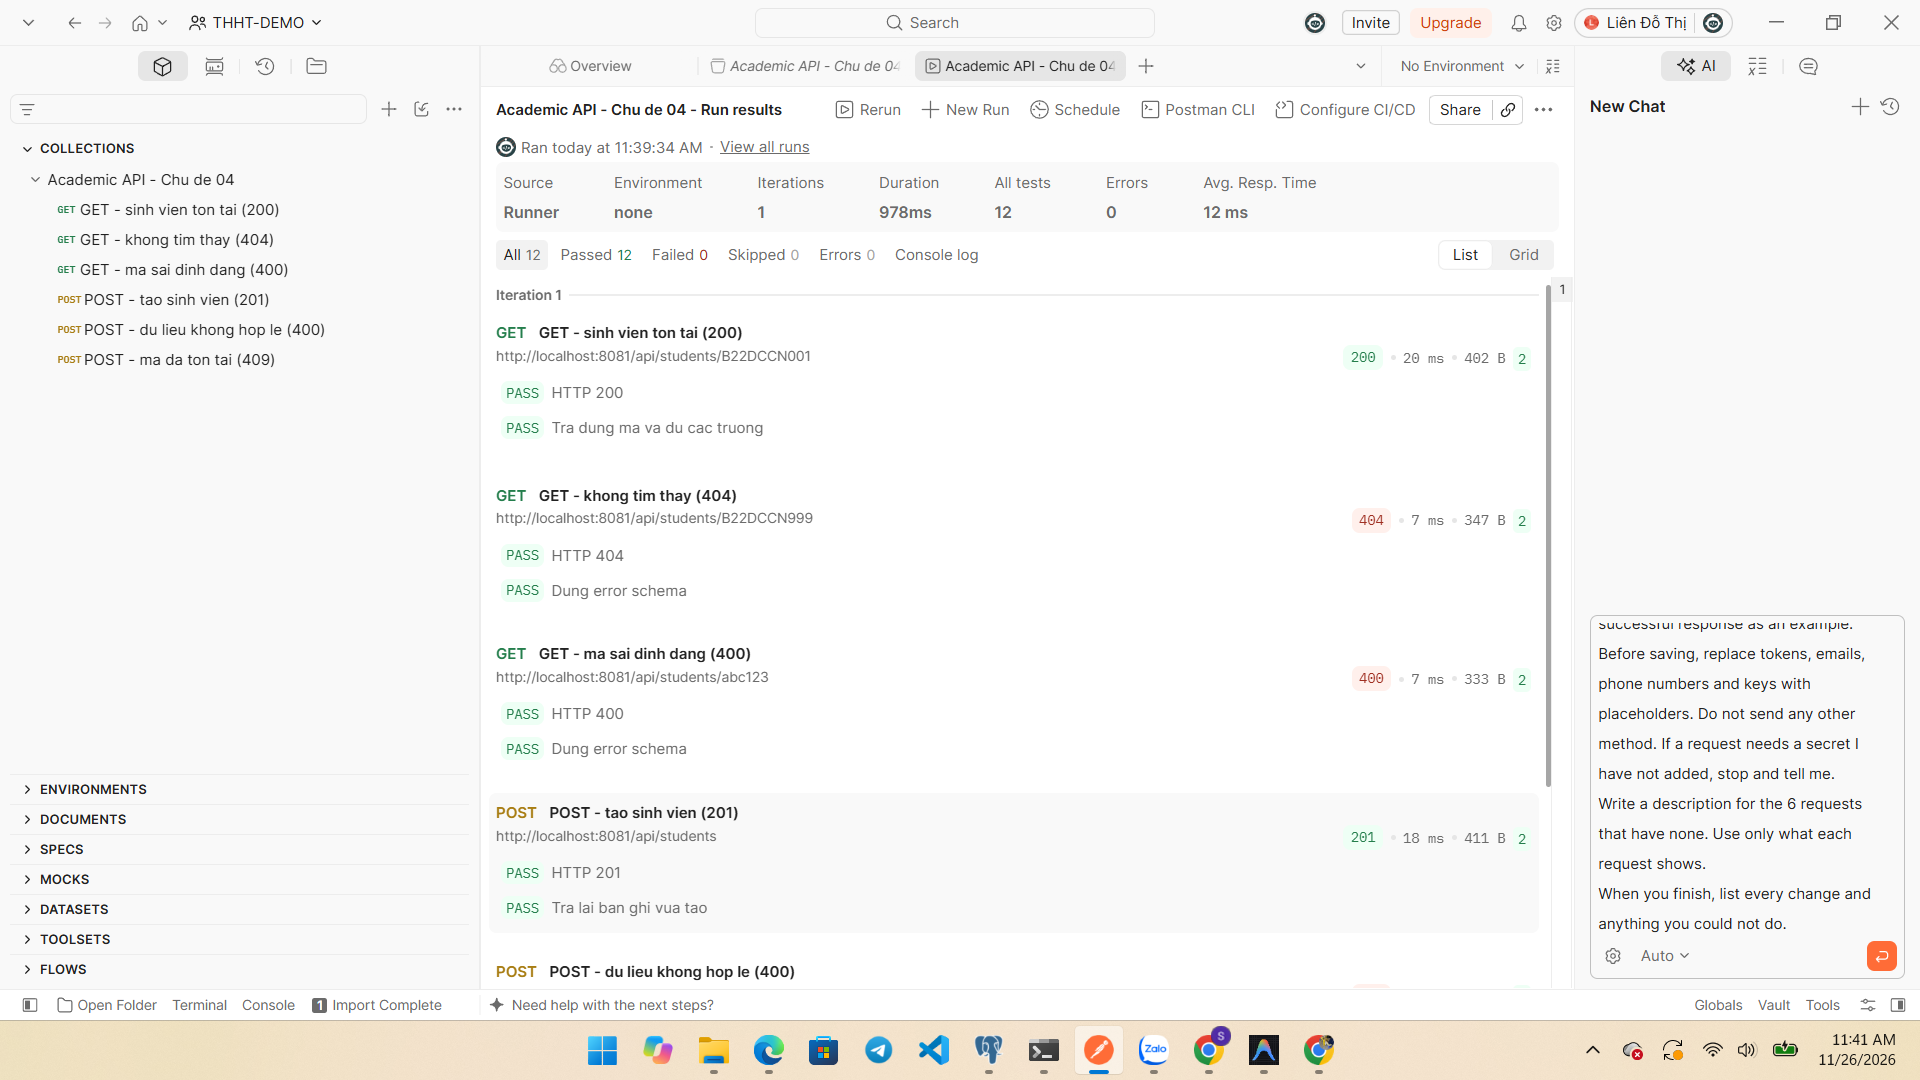 THHT-DEMO
Search
Invite
Upgrade
Liên Đỗ Thị
Overview
Academic API - Chu de 04
Academic API - Chu de 04
No Environment
AI
COLLECTIONS
Academic API - Chu de 04
GET GET - sinh vien ton tai (200)
GET GET - khong tim thay (404)
GET GET - ma sai dinh dang (400)
POST POST - tao sinh vien (201)
POST POST - du lieu khong hop le (400)
POST POST - ma da ton tai (409)
ENVIRONMENTS
DOCUMENTS
SPECS
MOCKS
DATASETS
TOOLSETS
FLOWS
Academic API - Chu de 04 - Run results
Rerun
New Run
Schedule
Postman CLI
Configure CI/CD
Share
Ran today at 11:39:34 AM · View all runs
Source Environment Iterations Duration All tests Errors Avg. Resp. Time
Runner none 1 978ms 12 0 12 ms
All 12 Passed 12 Failed 0 Skipped 0 Errors 0 Console log
List Grid
Iteration 1
1
GET GET - sinh vien ton tai (200)
http://localhost:8081/api/students/B22DCCN001
200 • 20 ms • 402 B 2
PASS HTTP 200
PASS Tra dung ma va du cac truong
GET GET - khong tim thay (404)
http://localhost:8081/api/students/B22DCCN999
404 • 7 ms • 347 B 2
PASS HTTP 404
PASS Dung error schema
GET GET - ma sai dinh dang (400)
http://localhost:8081/api/students/abc123
400 • 7 ms • 333 B 2
PASS HTTP 400
PASS Dung error schema
POST POST - tao sinh vien (201)
http://localhost:8081/api/students
201 • 18 ms • 411 B 2
PASS HTTP 201
PASS Tra lai ban ghi vua tao
POST POST - du lieu khong hop le (400)
New Chat
successful response as an example.
Before saving, replace tokens, emails,
phone numbers and keys with
placeholders. Do not send any other
method. If a request needs a secret I
have not added, stop and tell me.
Write a description for the 6 requests
that have none. Use only what each
request shows.
When you finish, list every change and
anything you could not do.
Auto
Open Folder
Terminal
Console
1 Import Complete
Need help with the next steps?
Globals
Vault
Tools
Zalo
S
11:41 AM
11/26/2026